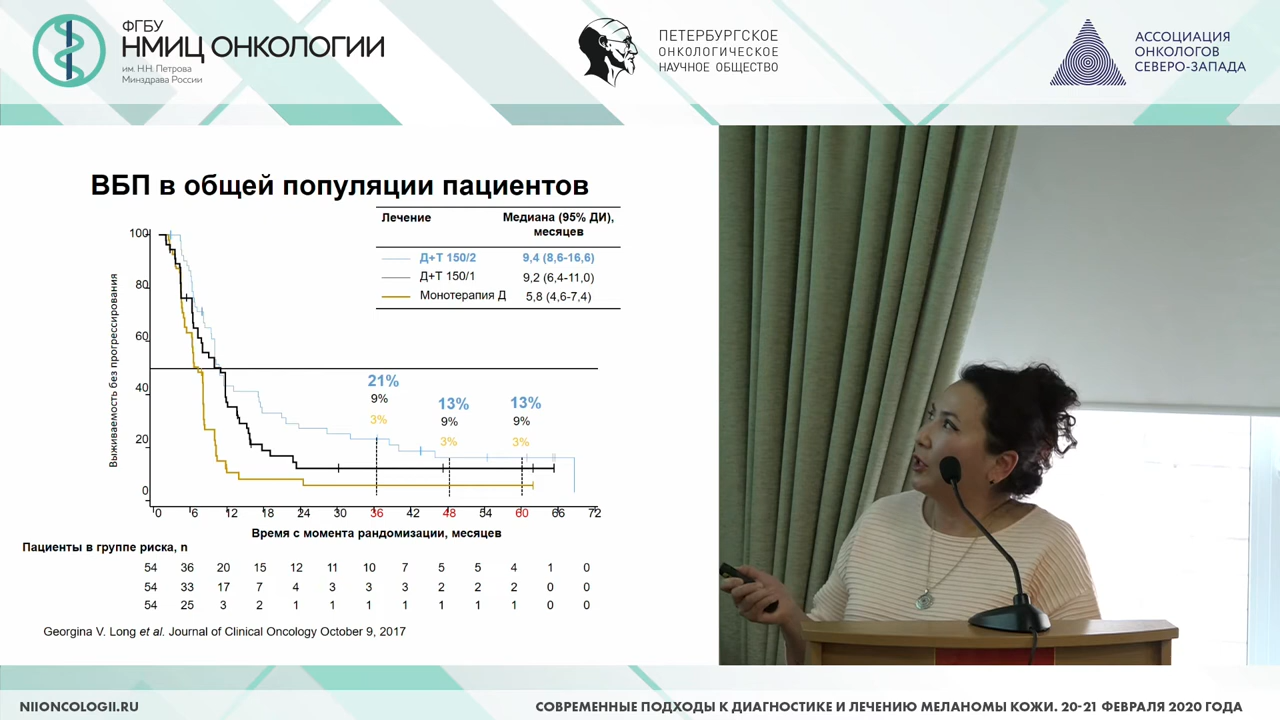 ФГБУ
НМИЦ ОНКОЛОГИИ
им. Н.Н. Петрова
Минздрава России
ПЕТЕРБУРГСКОЕ
ОНКОЛОГИЧЕСКОЕ
НАУЧНОЕ ОБЩЕСТВО
АССОЦИАЦИЯ
ОНКОЛОГОВ
СЕВЕРО-ЗАПАДА
ВБП в общей популяции пациентов
Лечение Медиана (95% ДИ),
месяцев
Д+Т 150/2 9,4 (8,6-16,6)
Д+Т 150/1 9,2 (6,4-11,0)
Монотерапия Д 5,8 (4,6-7,4)
Выживаемость без прогрессирования
100
80
60
40
20
0
21% 13% 13%
9% 9% 9%
3% 3% 3%
0 6 12 18 24 30 36 42 48 54 60 66 72
Время с момента рандомизации, месяцев
Пациенты в группе риска, n
54 36 20 15 12 11 10 7 5 5 4 1 0
54 33 17 7 4 3 3 3 2 2 2 0 0
54 25 3 2 1 1 1 1 1 1 1 0 0
Georgina V. Long et al. Journal of Clinical Oncology October 9, 2017
NIIONCOLOGII.RU
СОВРЕМЕННЫЕ ПОДХОДЫ К ДИАГНОСТИКЕ И ЛЕЧЕНИЮ МЕЛАНОМЫ КОЖИ. 20-21 ФЕВРАЛЯ 2020 ГОДА